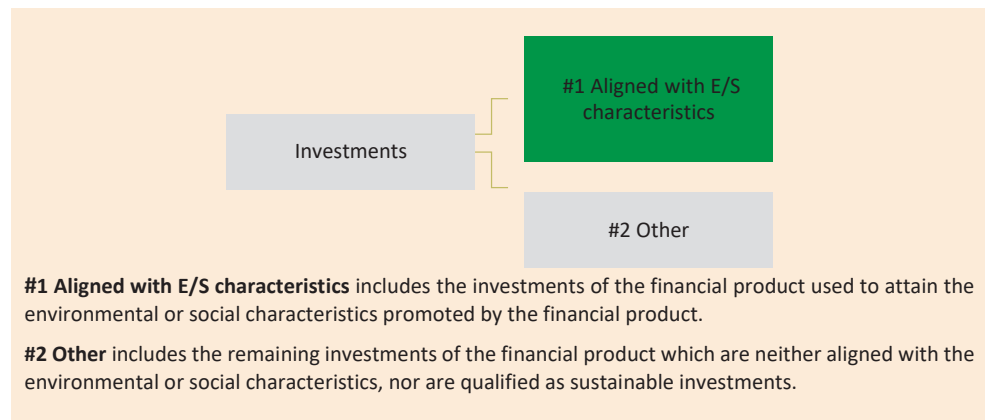 #1 Aligned with E/S
characteristics
Investments
#2 Other
#1 Aligned with E/S characteristics includes the investments of the financial product used to attain the
environmental or social characteristics promoted by the financial product.
#2 Other includes the remaining investments of the financial product which are neither aligned with the
environmental or social characteristics, nor are qualified as sustainable investments.